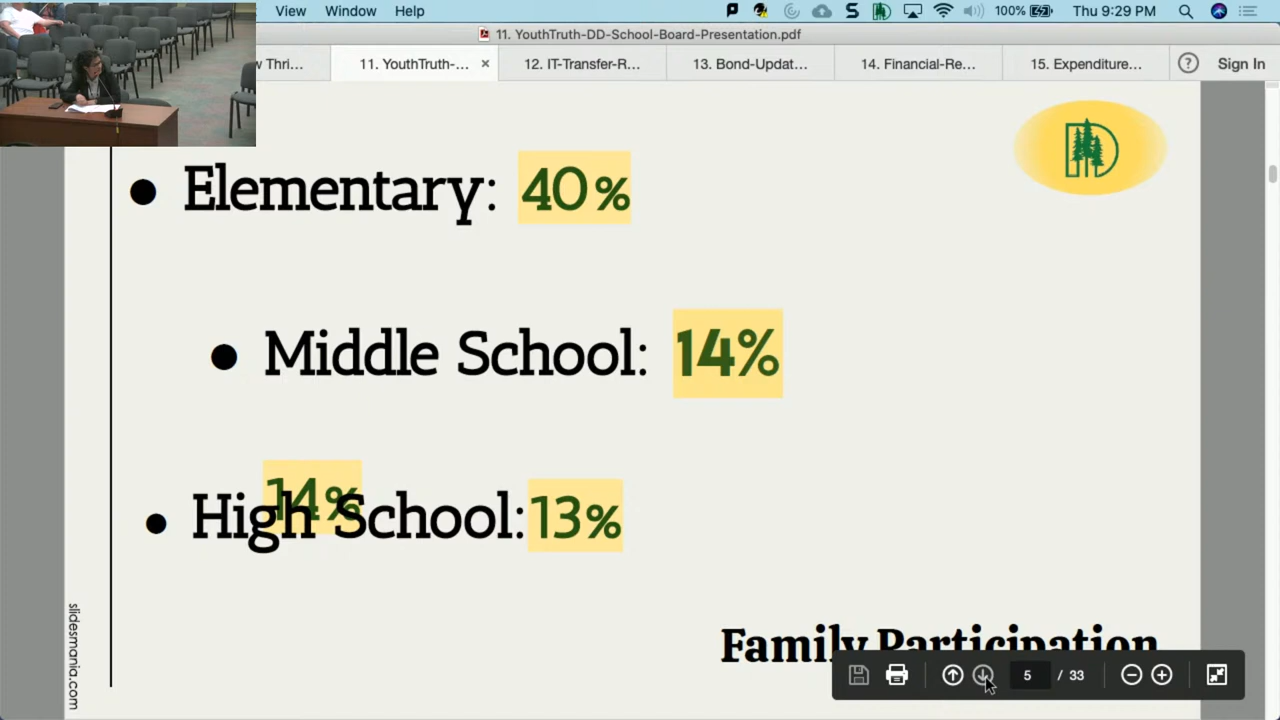 View Window Help
100% Thu 9:29 PM
11. YouthTruth-DD-School-Board-Presentation.pdf
w Thri... 11. YouthTruth-... × 12. IT-Transfer-R... 13. Bond-Updat... 14. Financial-Re... 15. Expenditure... ? Sign In
• Elementary: 40%
• Middle School: 14%
14%
• High School: 13%
slidesmania.com
Family Participation
5 / 33